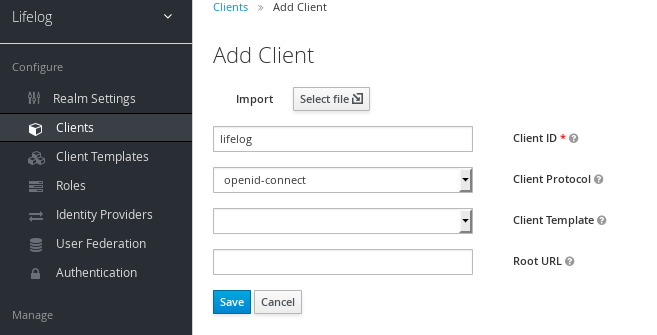 Lifelog
Configure
Realm Settings
Clients
Client Templates
Roles
Identity Providers
User Federation
Authentication
Manage
Clients » Add Client
Add Client
Import Select file
lifelog Client ID * ?
openid-connect Client Protocol ?
Client Template ?
Root URL ?
Save Cancel